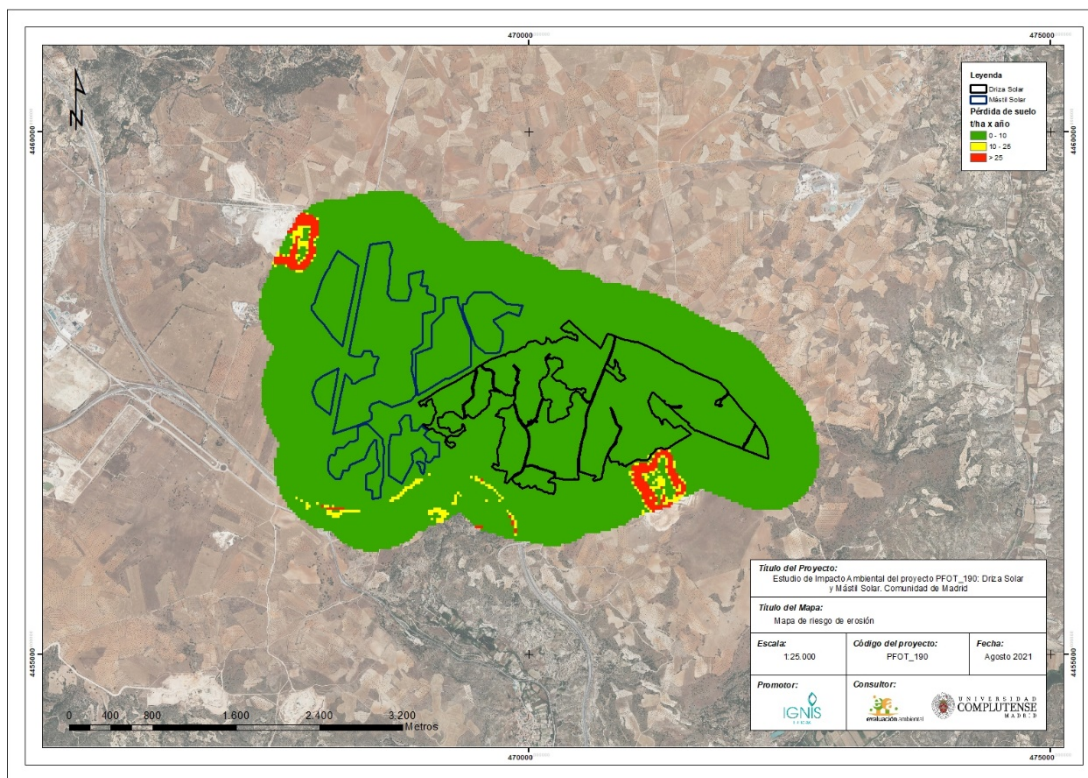 470000
475000
4460000
4460000
Leyenda
Driza Solar
Mástil Solar
Pérdida de suelo
t/ha x año
0 - 10
10 - 25
> 25
N
Título del Proyecto:
Estudio de Impacto Ambiental del proyecto PFOT_190: Driza Solar
y Mástil Solar. Comunidad de Madrid
Título del Mapa:
Mapa de riesgo de erosión
Escala:
1:25.000
Código del proyecto:
PFOT_190
Fecha:
Agosto 2021
Promotor:
IGNIS
Consultor:
evaluación ambiental
UNIVERSIDAD
COMPLUTENSE
MADRID
4455000
4455000
0 400 800 1.600 2.400 3.200
Metros
470000
475000